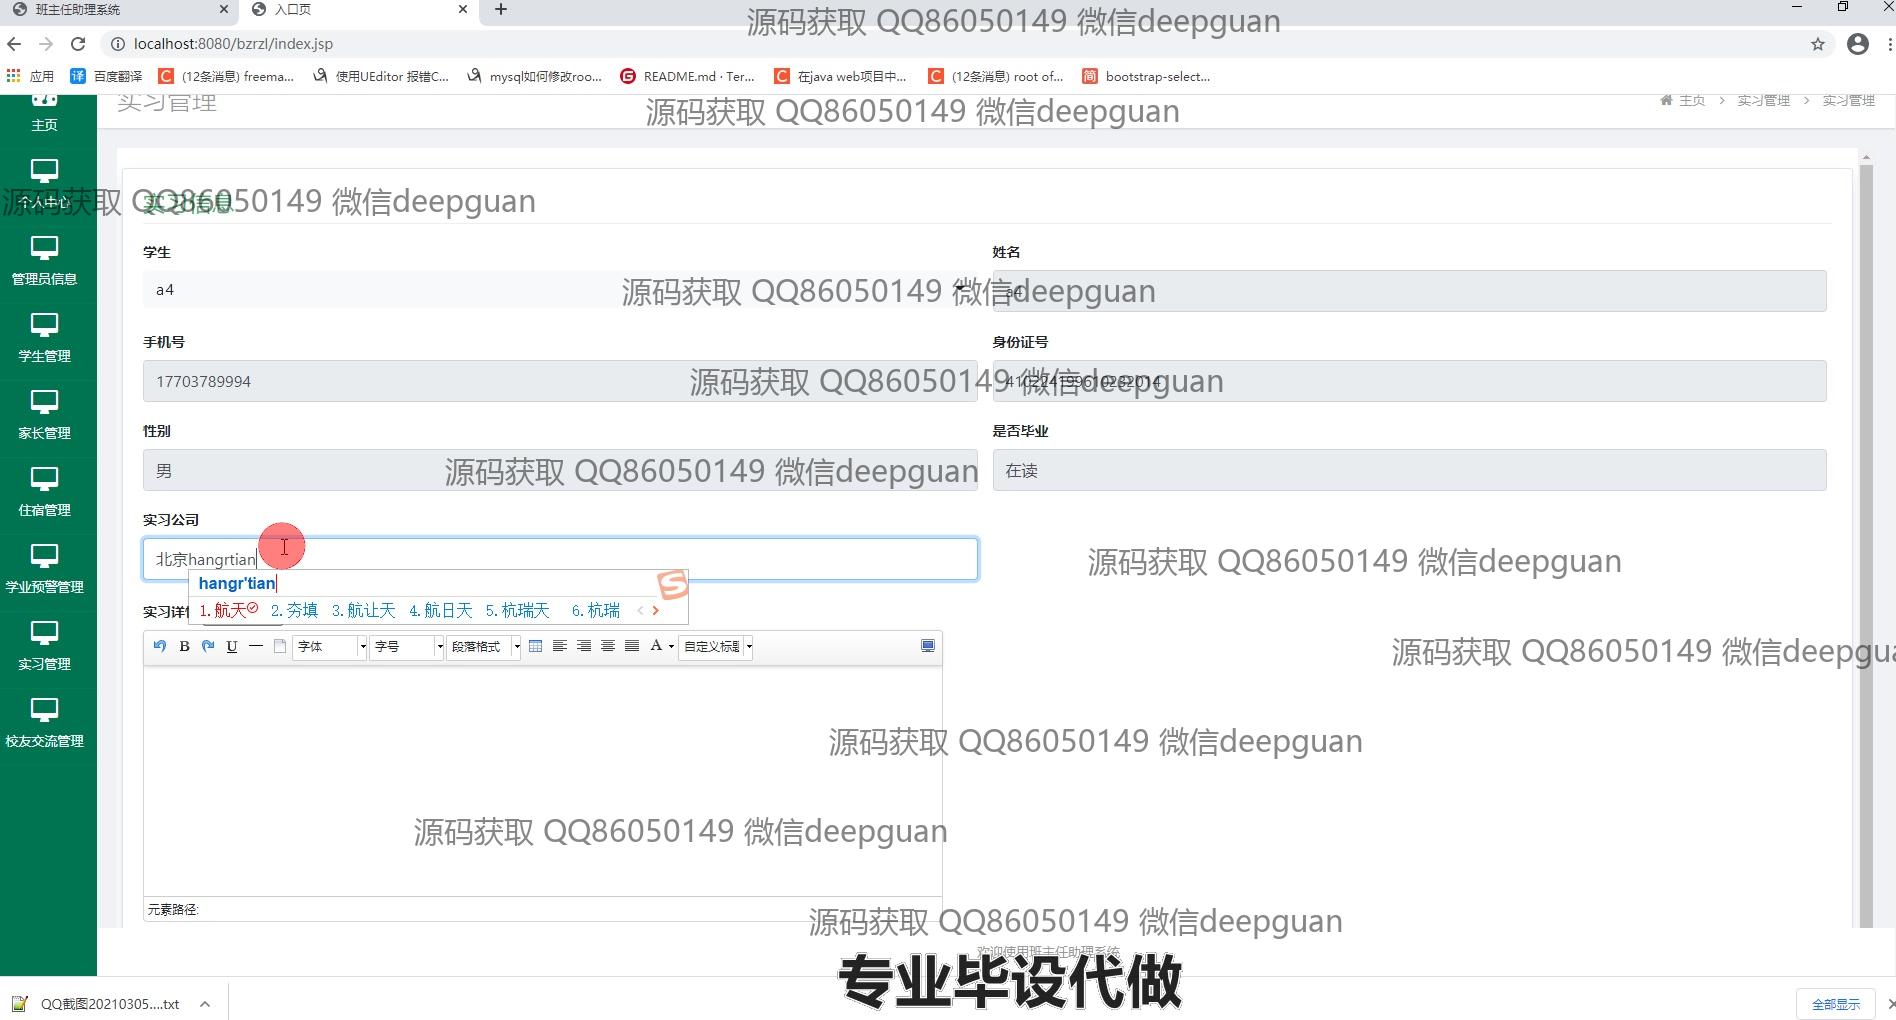 班主任助理系统
入口页
源码获取 QQ86050149 微信deepguan
localhost:8080/bzrzl/index.jsp
应用
百度翻译
(12条消息) freema...
使用UEditor 报错C...
mysql如何修改roo...
README.md · Ter...
在java web项目中...
(12条消息) root of...
bootstrap-select...
实习管理
源码获取 QQ86050149 微信deepguan
主页 > 实习管理 > 实习管理
主页
个人中心
管理员信息
学生管理
家长管理
住宿管理
学业预警管理
实习管理
校友交流管理
源码获取 QQ86050149 微信deepguan
实习信息
学生
姓名
a4
a4
源码获取 QQ86050149 微信deepguan
手机号
身份证号
17703789994
410224199610232014
源码获取 QQ86050149 微信deepguan
性别
是否毕业
男
在读
源码获取 QQ86050149 微信deepguan
实习公司
北京hangrtian
源码获取 QQ86050149 微信deepguan
hangr'tian
1.航天 2.夯填 3.航让天 4.航日天 5.杭瑞天 6.杭瑞
实习详情
B U 字体 字号 段落格式 A 自定义标题
源码获取 QQ86050149 微信deepgua
源码获取 QQ86050149 微信deepguan
源码获取 QQ86050149 微信deepguan
元素路径:
源码获取 QQ86050149 微信deepguan
欢迎使用班主任助理系统
专业毕设代做
QQ截图20210305....txt
全部显示